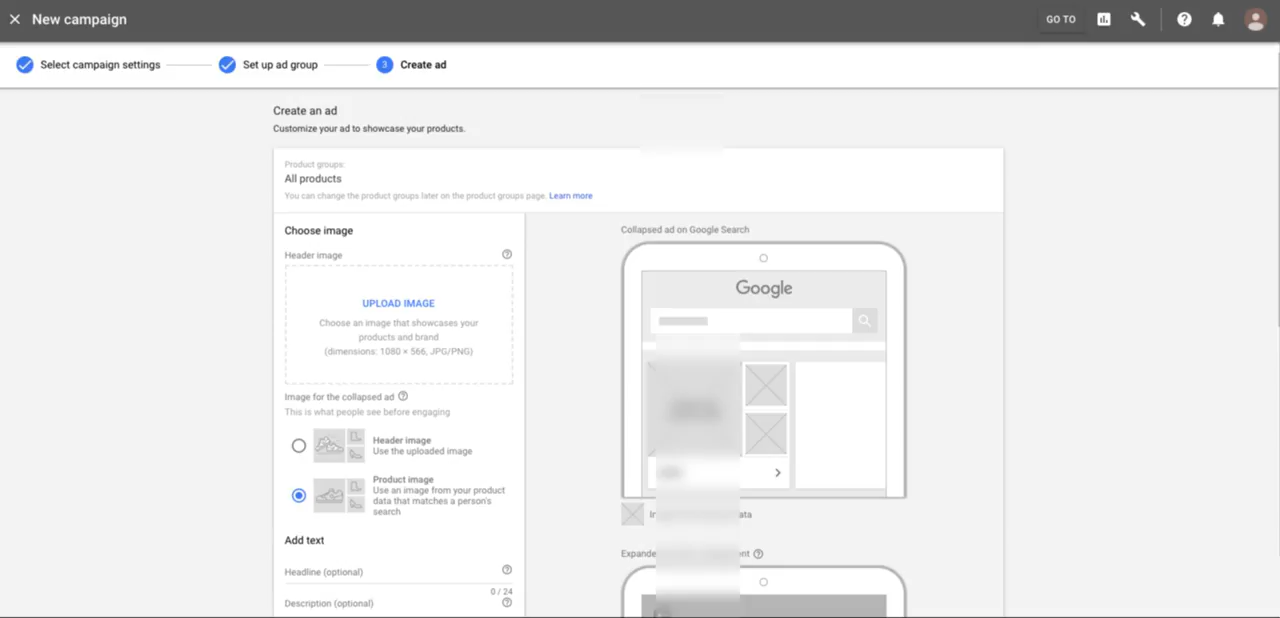 New campaign
GO TO
Select campaign settings
Set up ad group
3
Create ad
Create an ad
Customize your ad to showcase your products.
Product groups:
All products
You can change the product groups later on the product groups page. Learn more
Choose image
Header image
UPLOAD IMAGE
Choose an image that showcases your
products and brand
(dimensions: 1080 × 566, JPG/PNG)
Image for the collapsed ad
This is what people see before engaging
Header image
Use the uploaded image
Product image
Use an image from your product
data that matches a person's
search
Add text
Headline (optional)
0 / 24
Description (optional)
Collapsed ad on Google Search
Google